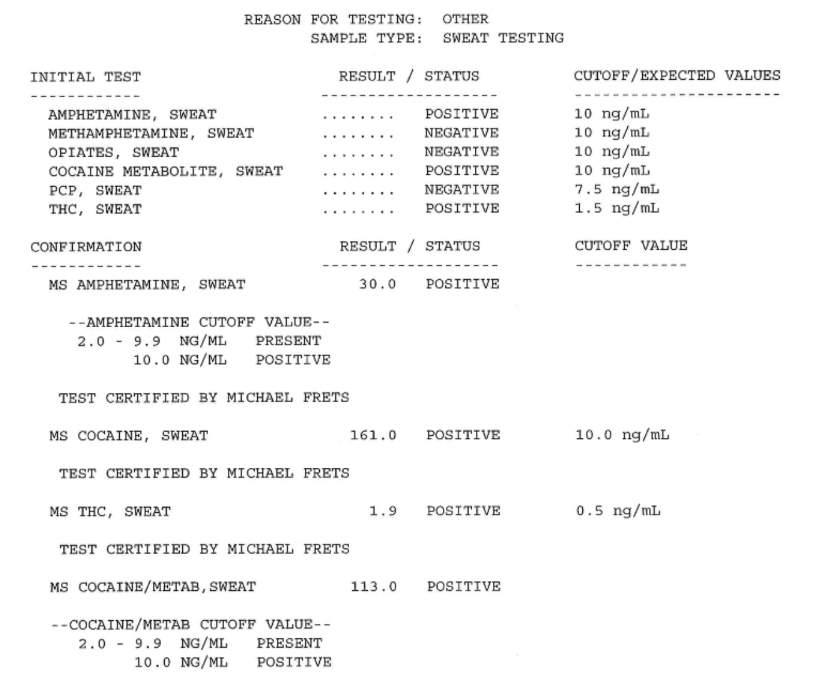 REASON FOR TESTING: OTHER
SAMPLE TYPE: SWEAT TESTING
INITIAL TEST RESULT / STATUS CUTOFF/EXPECTED VALUES
------------ ------------------- ----------------------
AMPHETAMINE, SWEAT ........ POSITIVE 10 ng/mL
METHAMPHETAMINE, SWEAT ........ NEGATIVE 10 ng/mL
OPIATES, SWEAT ........ NEGATIVE 10 ng/mL
COCAINE METABOLITE, SWEAT ........ POSITIVE 10 ng/mL
PCP, SWEAT ........ NEGATIVE 7.5 ng/mL
THC, SWEAT ........ POSITIVE 1.5 ng/mL
CONFIRMATION RESULT / STATUS CUTOFF VALUE
------------ ------------------- ------------
MS AMPHETAMINE, SWEAT 30.0 POSITIVE
--AMPHETAMINE CUTOFF VALUE--
2.0 - 9.9 NG/ML PRESENT
10.0 NG/ML POSITIVE
TEST CERTIFIED BY MICHAEL FRETS
MS COCAINE, SWEAT 161.0 POSITIVE 10.0 ng/mL
TEST CERTIFIED BY MICHAEL FRETS
MS THC, SWEAT 1.9 POSITIVE 0.5 ng/mL
TEST CERTIFIED BY MICHAEL FRETS
MS COCAINE/METAB,SWEAT 113.0 POSITIVE
--COCAINE/METAB CUTOFF VALUE--
2.0 - 9.9 NG/ML PRESENT
10.0 NG/ML POSITIVE